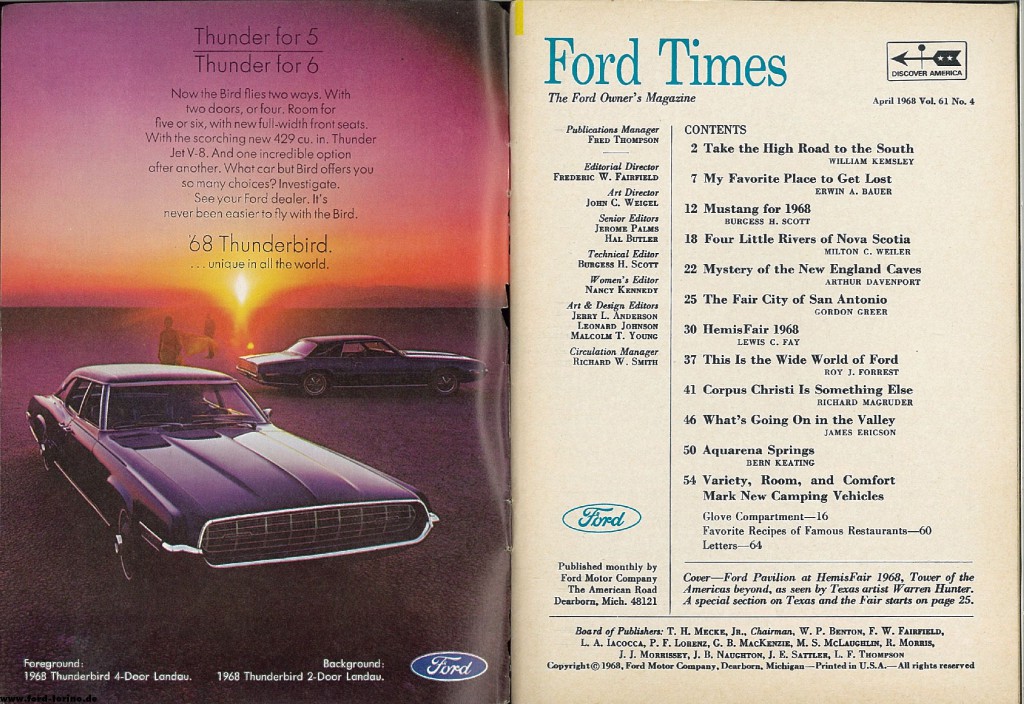 Thunder for 5
Thunder for 6
Now the Bird flies two ways. With
two doors, or four. Room for
five or six, with new full-width front seats.
With the scorching new 429 cu. in. Thunder
Jet V-8. And one incredible option
after another. What car but Bird offers you
so many choices? Investigate.
See your Ford dealer. It's
never been easier to fly with the Bird.
'68 Thunderbird.
...unique in all the world.
Foreground:
1968 Thunderbird 4-Door Landau.
Background:
1968 Thunderbird 2-Door Landau.
Ford
www.ford-torino.de
Ford Times
The Ford Owner's Magazine
DISCOVER AMERICA
April 1968 Vol. 61 No. 4
Publications Manager
FRED THOMPSON
Editorial Director
FREDERIC W. FAIRFIELD
Art Director
JOHN C. WEIGEL
Senior Editors
JEROME PALMS
HAL BUTLER
Technical Editor
BURGESS H. SCOTT
Women's Editor
NANCY KENNEDY
Art & Design Editors
JERRY L. ANDERSON
LEONARD JOHNSON
MALCOLM T. YOUNG
Circulation Manager
RICHARD W. SMITH
Ford
Published monthly by
Ford Motor Company
The American Road
Dearborn, Mich. 48121
CONTENTS
2 Take the High Road to the South
WILLIAM KEMSLEY
7 My Favorite Place to Get Lost
ERWIN A. BAUER
12 Mustang for 1968
BURGESS H. SCOTT
18 Four Little Rivers of Nova Scotia
MILTON C. WEILER
22 Mystery of the New England Caves
ARTHUR DAVENPORT
25 The Fair City of San Antonio
GORDON GREER
30 HemisFair 1968
LEWIS C. FAY
37 This Is the Wide World of Ford
ROY J. FORREST
41 Corpus Christi Is Something Else
RICHARD MAGRUDER
46 What's Going On in the Valley
JAMES ERICSON
50 Aquarena Springs
BERN KEATING
54 Variety, Room, and Comfort
Mark New Camping Vehicles
Glove Compartment—16
Favorite Recipes of Famous Restaurants—60
Letters—64
Cover—Ford Pavilion at HemisFair 1968, Tower of the
Americas beyond, as seen by Texas artist Warren Hunter.
A special section on Texas and the Fair starts on page 25.
Board of Publishers: T. H. MECKE, JR., Chairman, W. P. BENTON, F. W. FAIRFIELD,
L. A. IACOCCA, P. F. LORENZ, G. B. MACKENZIE, M. S. MCLAUGHLIN, R. MORRIS,
J. J. MORRISSEY, J. B. NAUGHTON, J. E. SATTLER, L. F. THOMPSON
Copyright © 1968, Ford Motor Company, Dearborn, Michigan—Printed in U.S.A.—All rights reserved